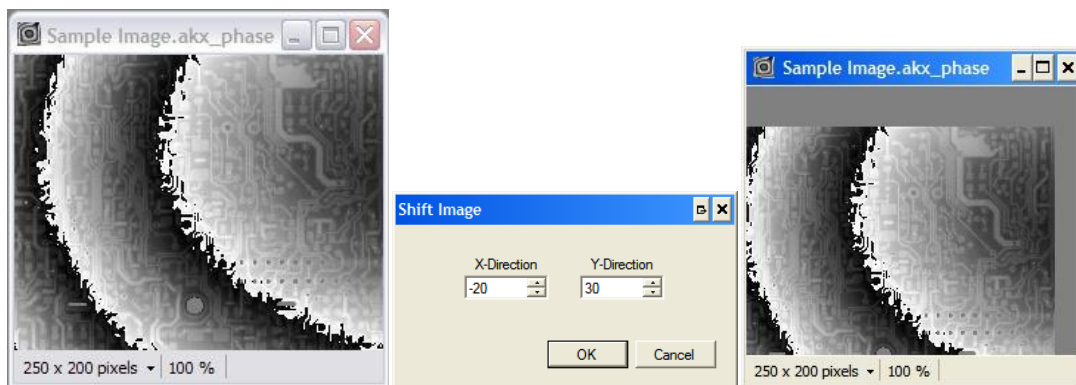 Sample Image.akx_phase
250 x 200 pixels
100 %
Shift Image
X-Direction
Y-Direction
-20
30
OK
Cancel
Sample Image.akx_phase
250 x 200 pixels
100 %